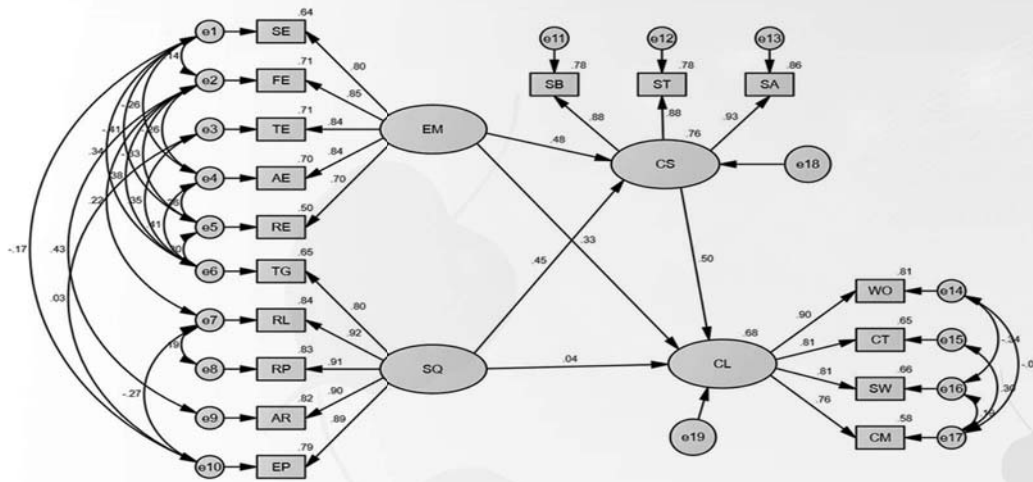 .64
e1 SE
.14
.80
.71
e2 FE
.85
-.26
.71
e3 TE
.84
EM
-.41 -.26
.34 -.33
.70
e4 AE
.84
.38
.22 .35
.70
.50
e5 RE
.41
.65
e6 TG
-.17
.43
.80
.84
e7 RL
.92
.03
.19
.83
e8 RP
.91
SQ
-.27
.82
e9 AR
.90
.89
.79
e10 EP
e11 e12 e13
.78 .78 .86
SB ST SA
.88 .88 .93
.76
.48
CS
e18
.33
.45
.50
.04
.68
CL
e19
.81
WO e14
.90
.65
CT e15
.81
.66
SW e16
.81
.30
.58
CM e17
.76